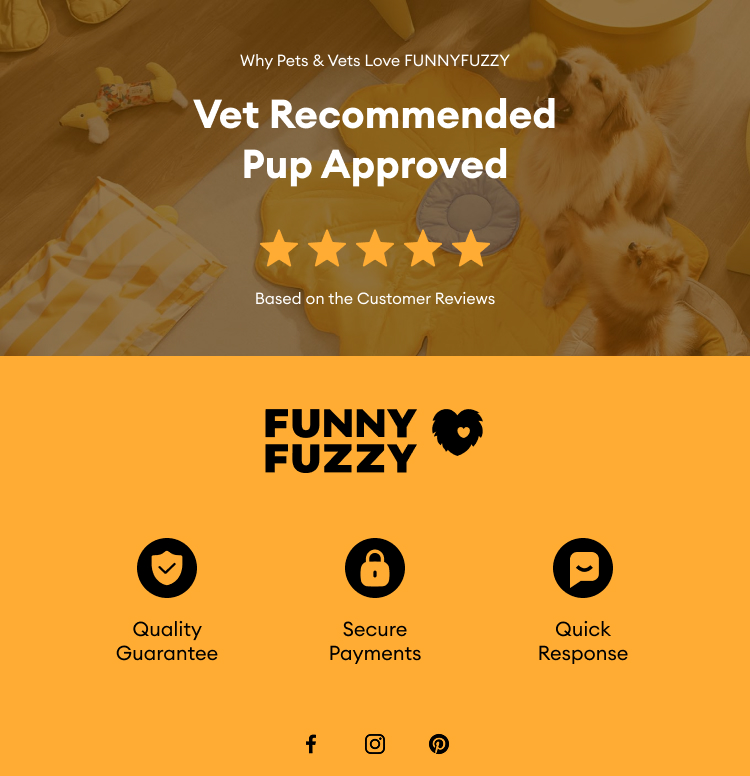 Why Pets & Vets Love FUNNYFUZZY
Vet Recommended
Pup Approved
Based on the Customer Reviews
FUNNY
FUZZY
Quality
Guarantee
Secure
Payments
Quick
Response